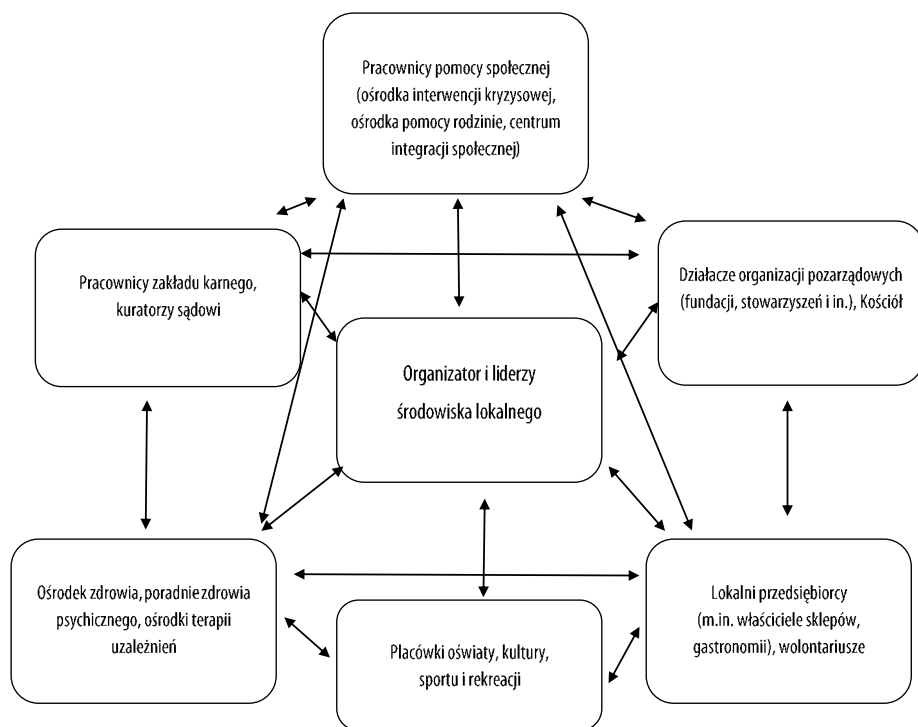 Pracownicy pomocy społecznej
(ośrodka interwencji kryzysowej,
ośrodka pomocy rodzinie, centrum
integracji społecznej)
Pracownicy zakładu karnego,
kuratorzy sądowi
Działacze organizacji pozarządowych
(fundacji, stowarzyszeń i in.), Kościół
Organizator i liderzy
środowiska lokalnego
Ośrodek zdrowia, poradnie zdrowia
psychicznego, ośrodki terapii
uzależnień
Placówki oświaty, kultury,
sportu i rekreacji
Lokalni przedsiębiorcy
(m.in. właściciele sklepów,
gastronomii), wolontariusze